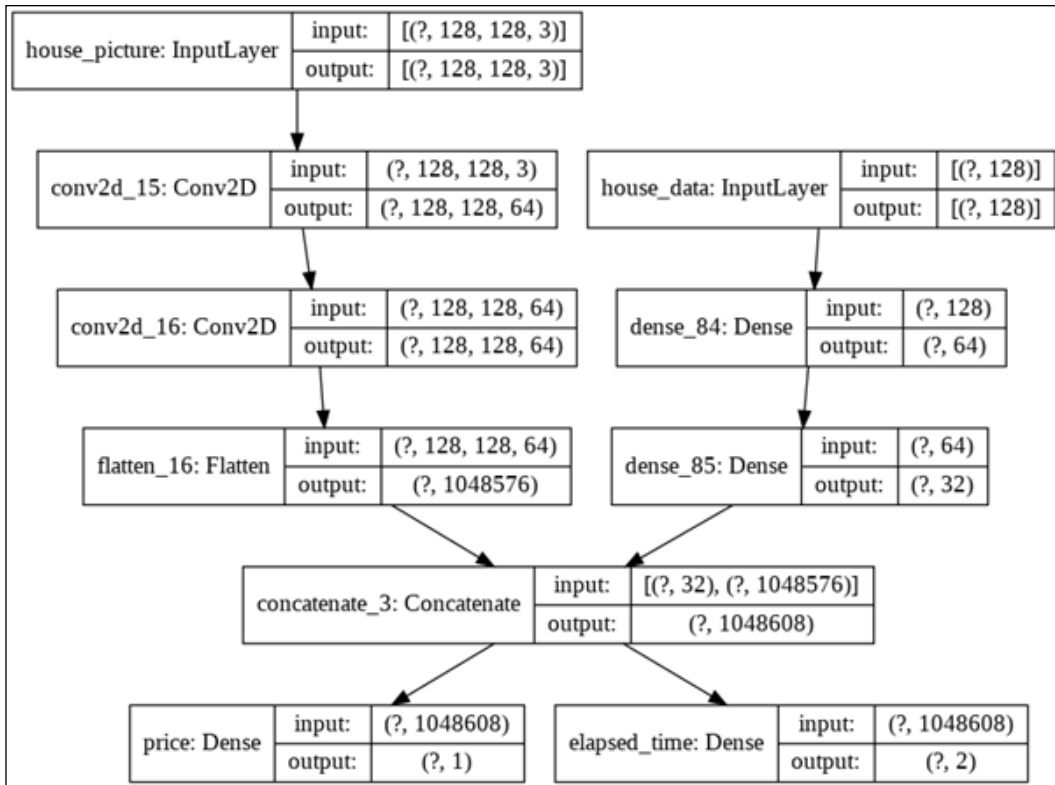 house_picture: InputLayer
input: [(?, 128, 128, 3)]
output: [(?, 128, 128, 3)]
conv2d_15: Conv2D
input: (?, 128, 128, 3)
output: (?, 128, 128, 64)
house_data: InputLayer
input: [(?, 128)]
output: [(?, 128)]
conv2d_16: Conv2D
input: (?, 128, 128, 64)
output: (?, 128, 128, 64)
dense_84: Dense
input: (?, 128)
output: (?, 64)
flatten_16: Flatten
input: (?, 128, 128, 64)
output: (?, 1048576)
dense_85: Dense
input: (?, 64)
output: (?, 32)
concatenate_3: Concatenate
input: [(?, 32), (?, 1048576)]
output: (?, 1048608)
price: Dense
input: (?, 1048608)
output: (?, 1)
elapsed_time: Dense
input: (?, 1048608)
output: (?, 2)